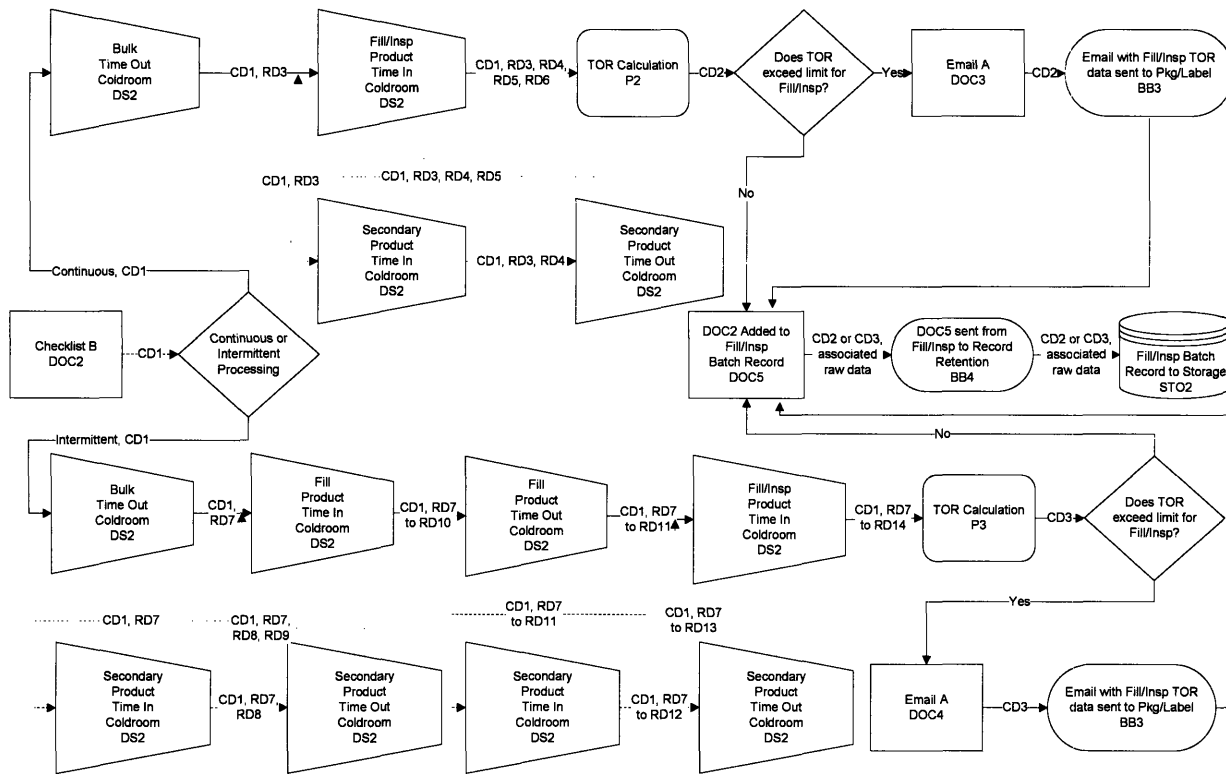 Bulk
Time Out
Coldroom
DS2
CD1, RD3
Fill/Insp
Product
Time In
Coldroom
DS2
CD1, RD3, RD4,
RD5, RD6
TOR Calculation
P2
CD2
Does TOR
exceed limit for
Fill/Insp?
Yes
Email A
DOC3
CD2
Email with Fill/Insp TOR
data sent to Pkg/Label
BB3
No
CD1, RD3
CD1, RD3, RD4, RD5
Secondary
Product
Time In
Coldroom
DS2
CD1, RD3, RD4
Secondary
Product
Time Out
Coldroom
DS2
Continuous, CD1
Checklist B
DOC2
CD1
Continuous or
Intermittent
Processing
Intermittent, CD1
DOC2 Added to
Fill/Insp
Batch Record
DOC5
CD2 or CD3,
associated
raw data
DOC5 sent from
Fill/Insp to Record
Retention
BB4
CD2 or CD3,
associated
raw data
Fill/Insp Batch
Record to Storage
STO2
No
Bulk
Time Out
Coldroom
DS2
CD1,
RD7
Fill
Product
Time In
Coldroom
DS2
CD1, RD7
to RD10
Fill
Product
Time Out
Coldroom
DS2
CD1, RD7
to RD11
Fill/Insp
Product
Time In
Coldroom
DS2
CD1, RD7
to RD14
TOR Calculation
P3
CD3
Does TOR
exceed limit for
Fill/Insp?
Yes
CD1, RD7
CD1, RD7,
RD8, RD9
CD1, RD7
to RD11
CD1, RD7
to RD13
Secondary
Product
Time In
Coldroom
DS2
CD1, RD7,
RD8
Secondary
Product
Time Out
Coldroom
DS2
Secondary
Product
Time In
Coldroom
DS2
CD1, RD7
to RD12
Secondary
Product
Time Out
Coldroom
DS2
Email A
DOC4
CD3
Email with Fill/Insp TOR
data sent to Pkg/Label
BB3